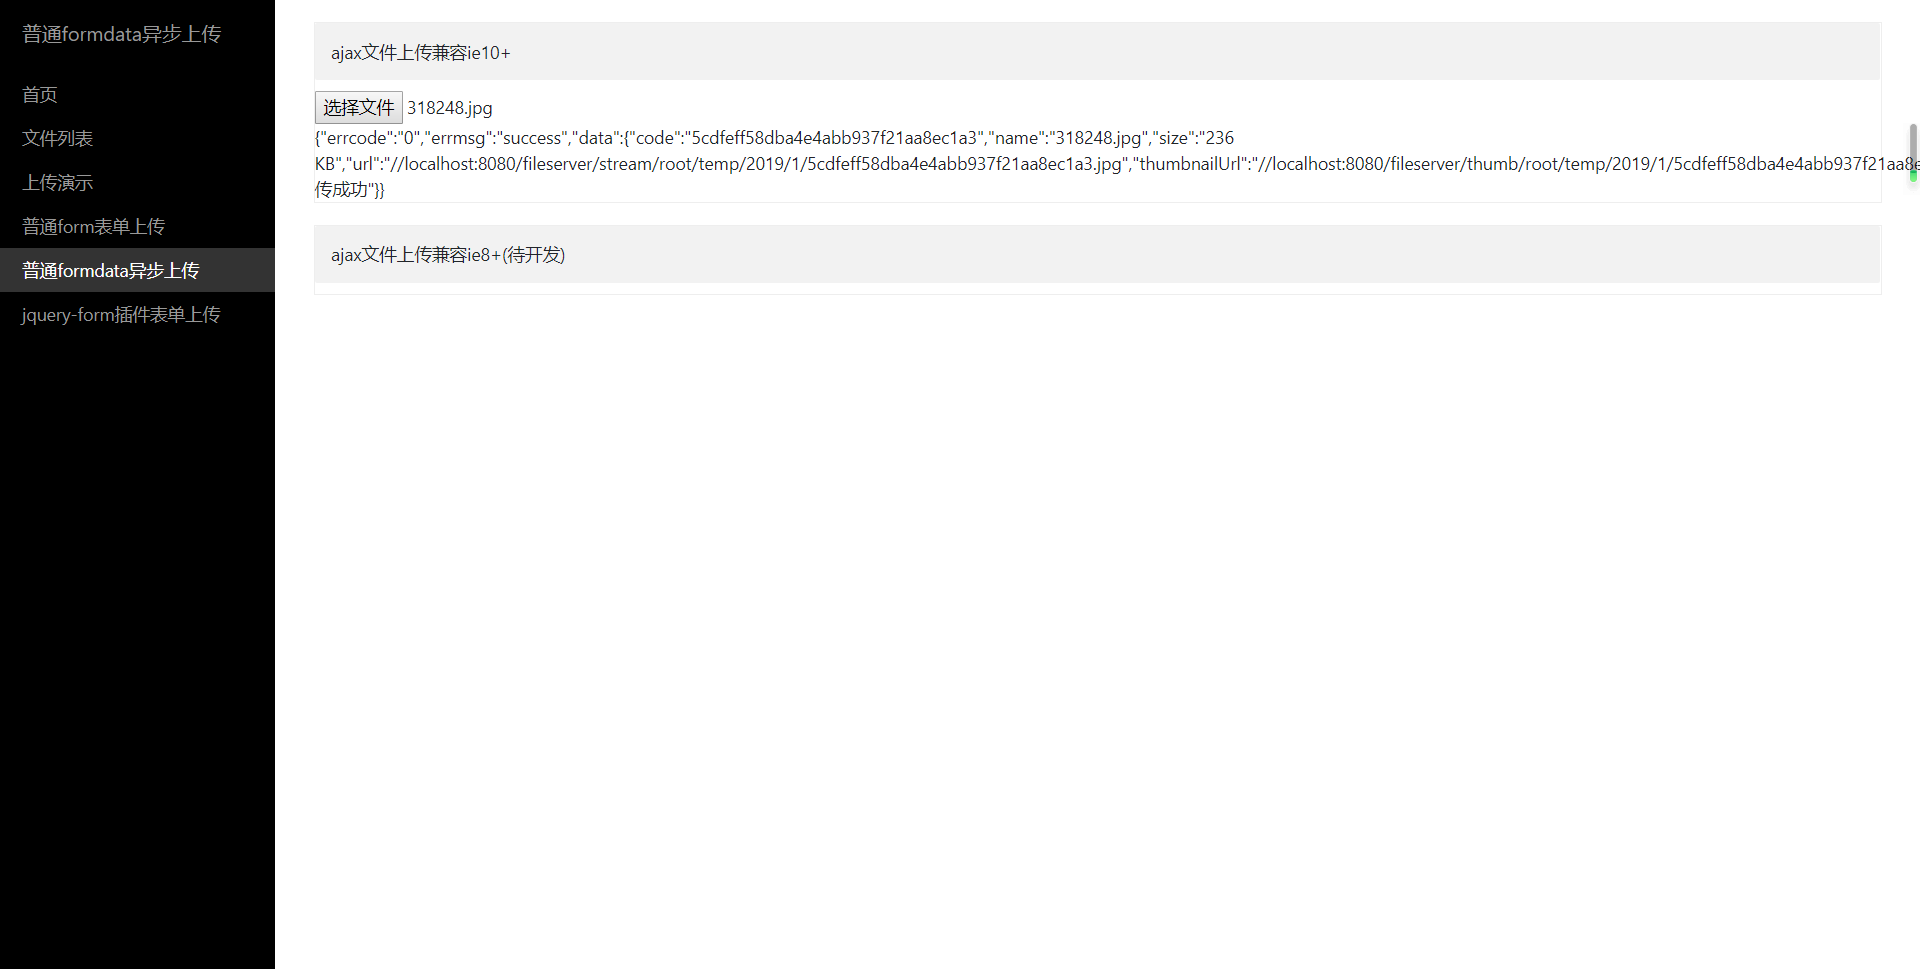 普通formdata异步上传
首页
文件列表
上传演示
普通form表单上传
普通formdata异步上传
jquery-form插件表单上传
ajax文件上传兼容ie10+
选择文件 318248.jpg
{"errcode":"0","errmsg":"success","data":{"code":"5cdfeff58dba4e4abb937f21aa8ec1a3","name":"318248.jpg","size":"236
KB","url":"//localhost:8080/fileserver/stream/root/temp/2019/1/5cdfeff58dba4e4abb937f21aa8ec1a3.jpg","thumbnailUrl":"//localhost:8080/fileserver/thumb/root/temp/2019/1/5cdfeff58dba4e4abb937f21aa8e
传成功"}}
ajax文件上传兼容ie8+(待开发)